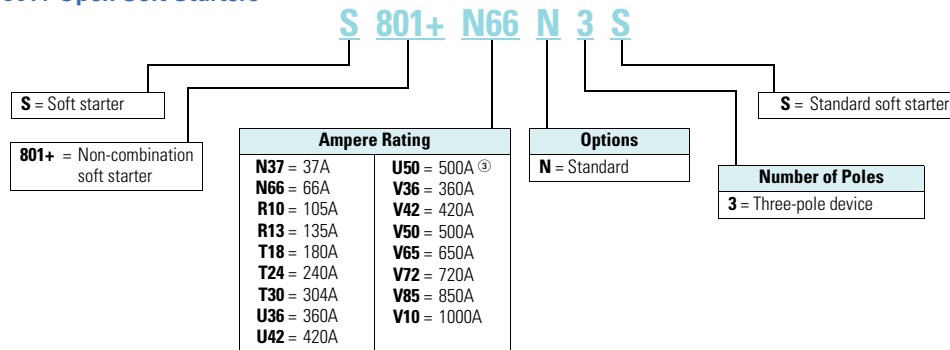 S 801+ N66 N 3 S
S = Soft starter
S = Standard soft starter
801+ = Non-combination
soft starter
Ampere Rating
N37 = 37A
N66 = 66A
R10 = 105A
R13 = 135A
T18 = 180A
T24 = 240A
T30 = 304A
U36 = 360A
U42 = 420A
U50 = 500A ③
V36 = 360A
V42 = 420A
V50 = 500A
V65 = 650A
V72 = 720A
V85 = 850A
V10 = 1000A
Options
N = Standard
Number of Poles
3 = Three-pole device